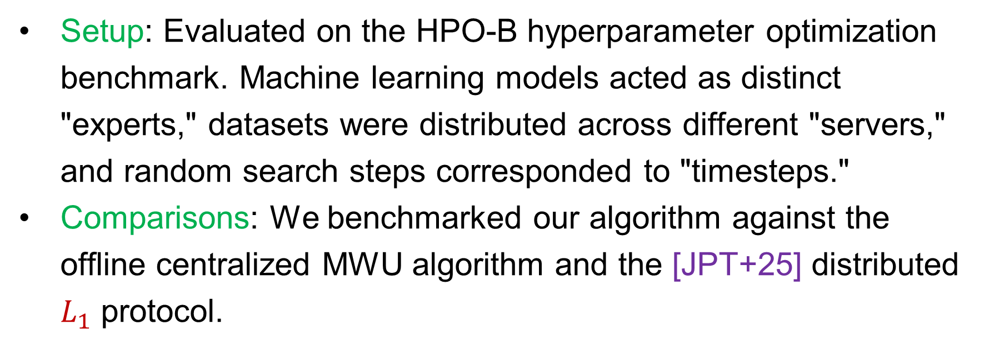 • Setup: Evaluated on the HPO-B hyperparameter optimization
benchmark. Machine learning models acted as distinct
"experts," datasets were distributed across different "servers,"
and random search steps corresponded to "timesteps."
• Comparisons: We benchmarked our algorithm against the
offline centralized MWU algorithm and the [JPT+25] distributed
L₁ protocol.